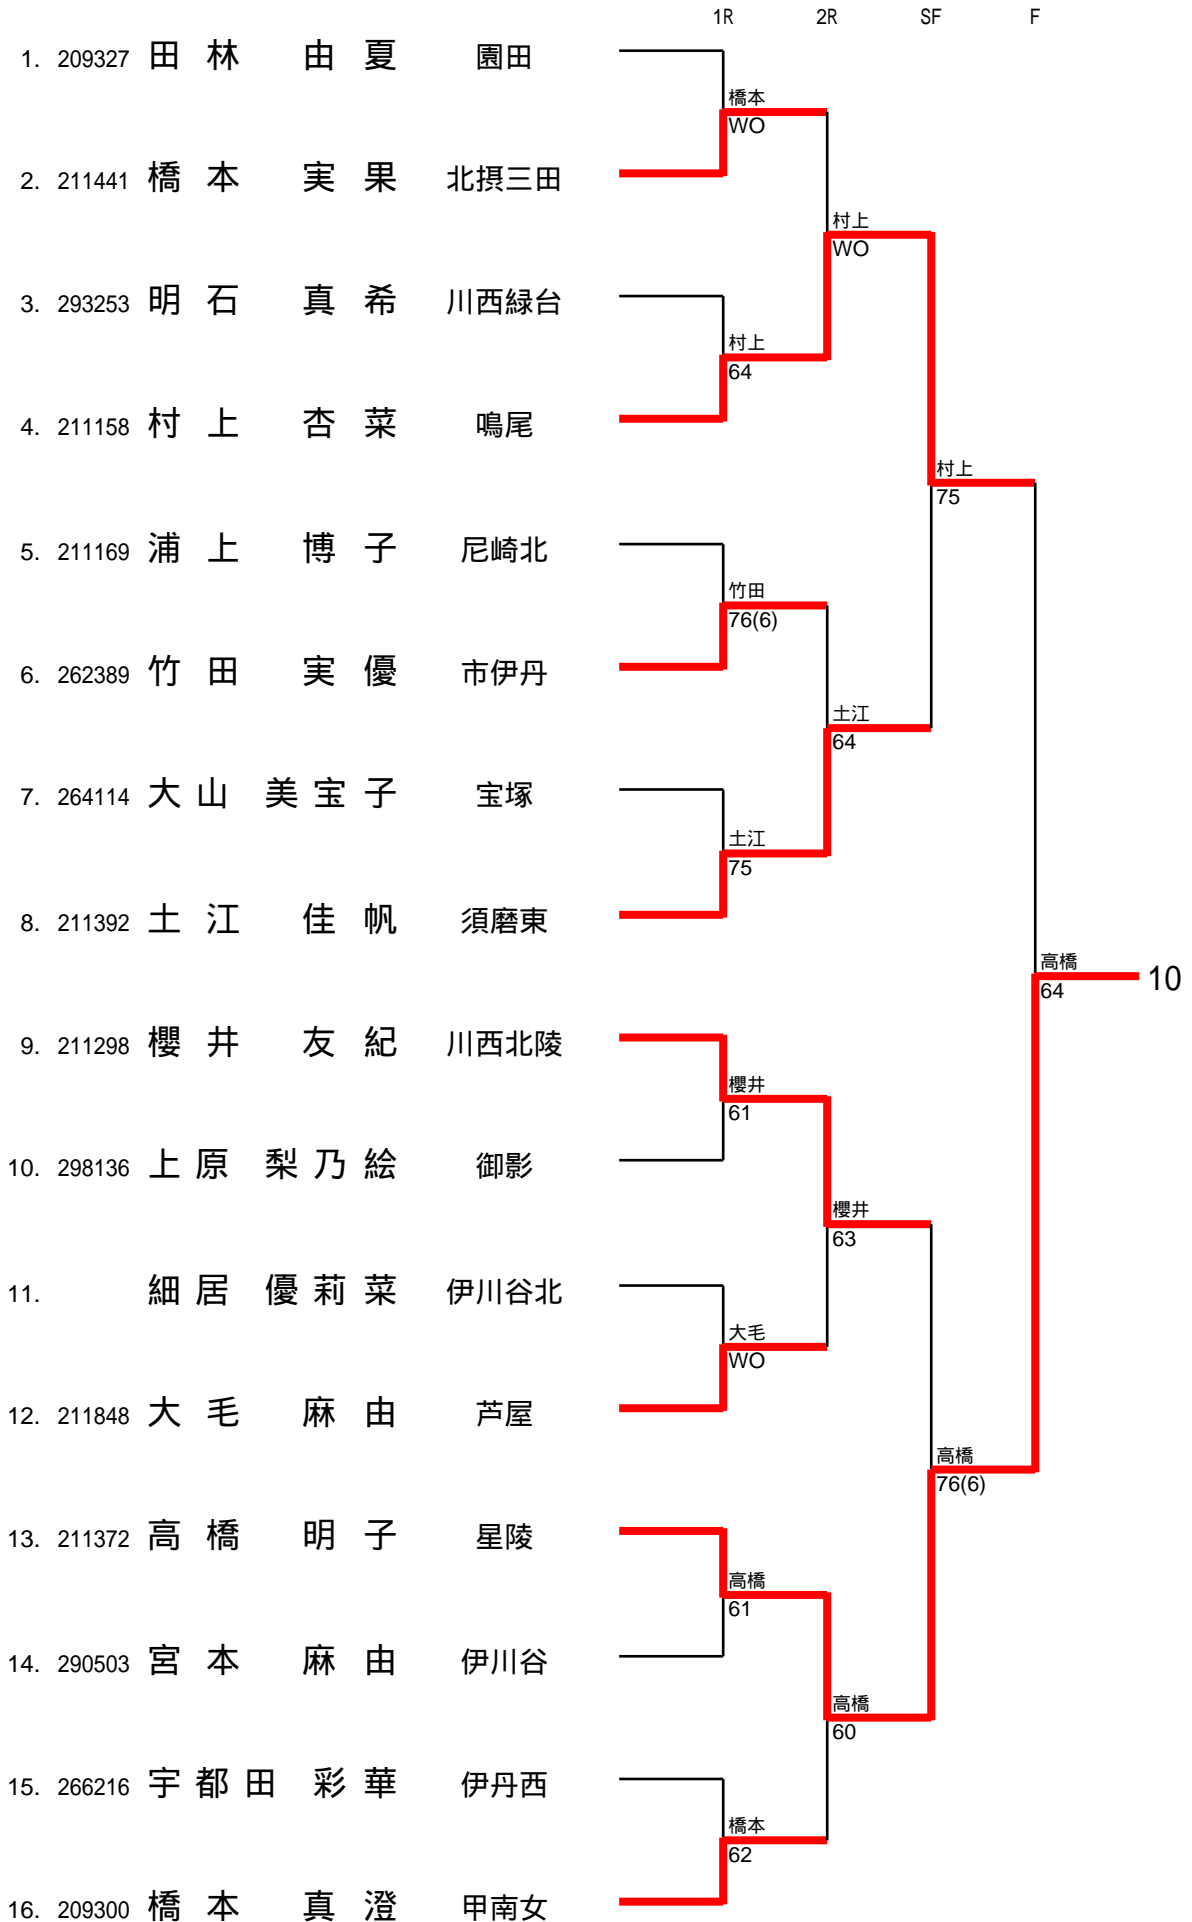 1R 2R SF F
1. 209327 田林 由夏 園田
橋本
WO
2. 211441 橋本 実果 北摂三田
村上
WO
3. 293253 明石 真希 川西緑台
村上
64
4. 211158 村上 杏菜 鳴尾
村上
75
5. 211169 浦上 博子 尼崎北
竹田
76(6)
6. 262389 竹田 実優 市伊丹
土江
64
7. 264114 大山 美宝子 宝塚
土江
75
8. 211392 土江 佳帆 須磨東
高橋
64
10
9. 211298 櫻井 友紀 川西北陵
櫻井
61
10. 298136 上原 梨乃絵 御影
櫻井
63
11. 細居 優莉菜 伊川谷北
大毛
WO
12. 211848 大毛 麻由 芦屋
高橋
76(6)
13. 211372 高橋 明子 星陵
高橋
61
14. 290503 宮本 麻由 伊川谷
高橋
60
15. 266216 宇都田 彩華 伊丹西
橋本
62
16. 209300 橋本 真澄 甲南女